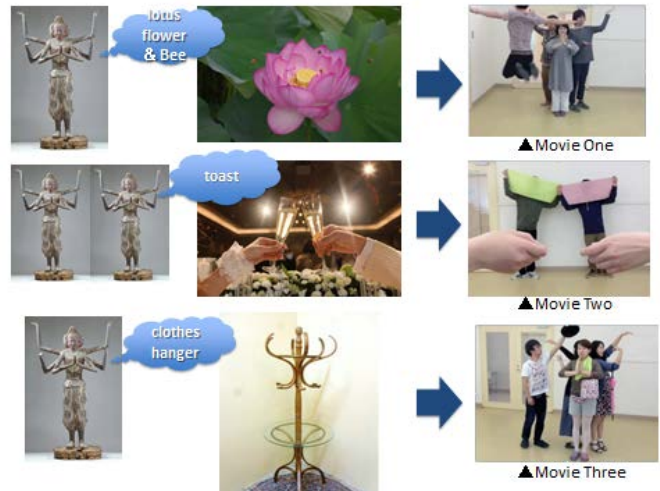 lotus
flower
& Bee
▲Movie One
toast
▲Movie Two
clothes
hanger
▲Movie Three